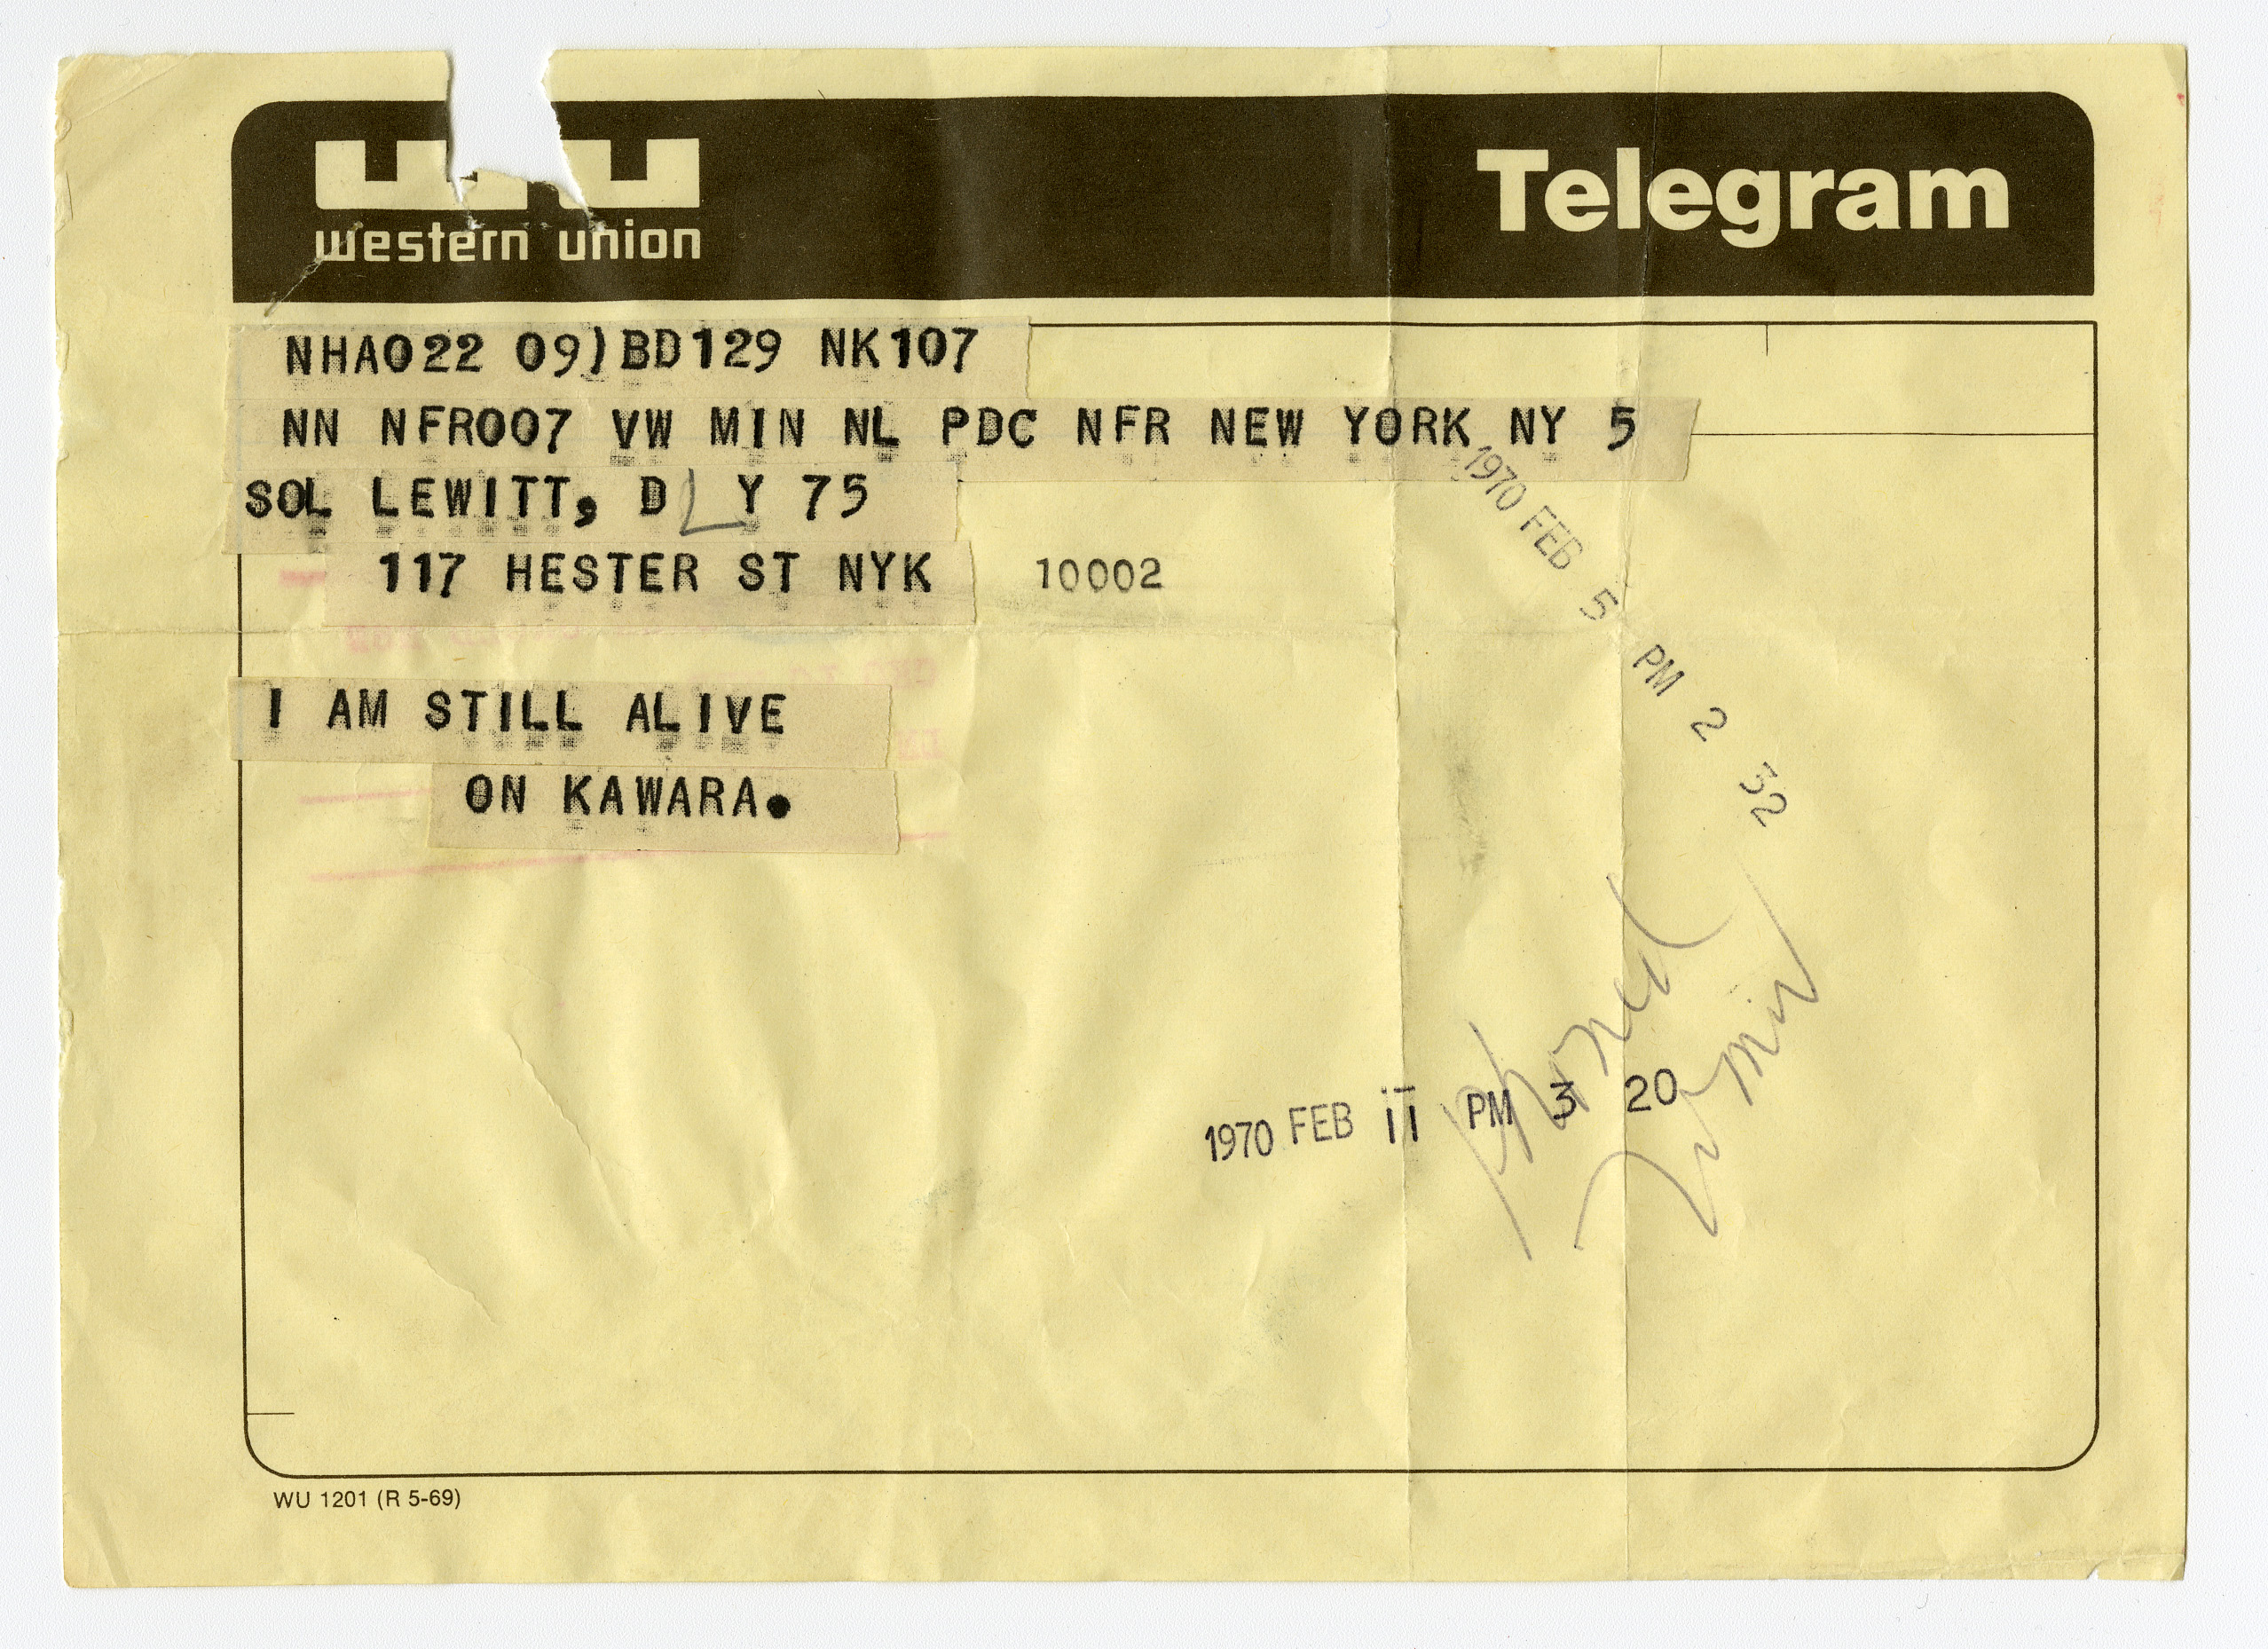 western union
Telegram
NHA022 09)BD129 NK107
NN NFR007 VW MIN NL PDC NFR NEW YORK NY 5
SOL LEWITT, DLY 75
117 HESTER ST NYK 10002
1970 FEB 5 PM 2 32
I AM STILL ALIVE
ON KAWARA.
phoned
1970 FEB 11 PM 3 20
WU 1201 (R 5-69)